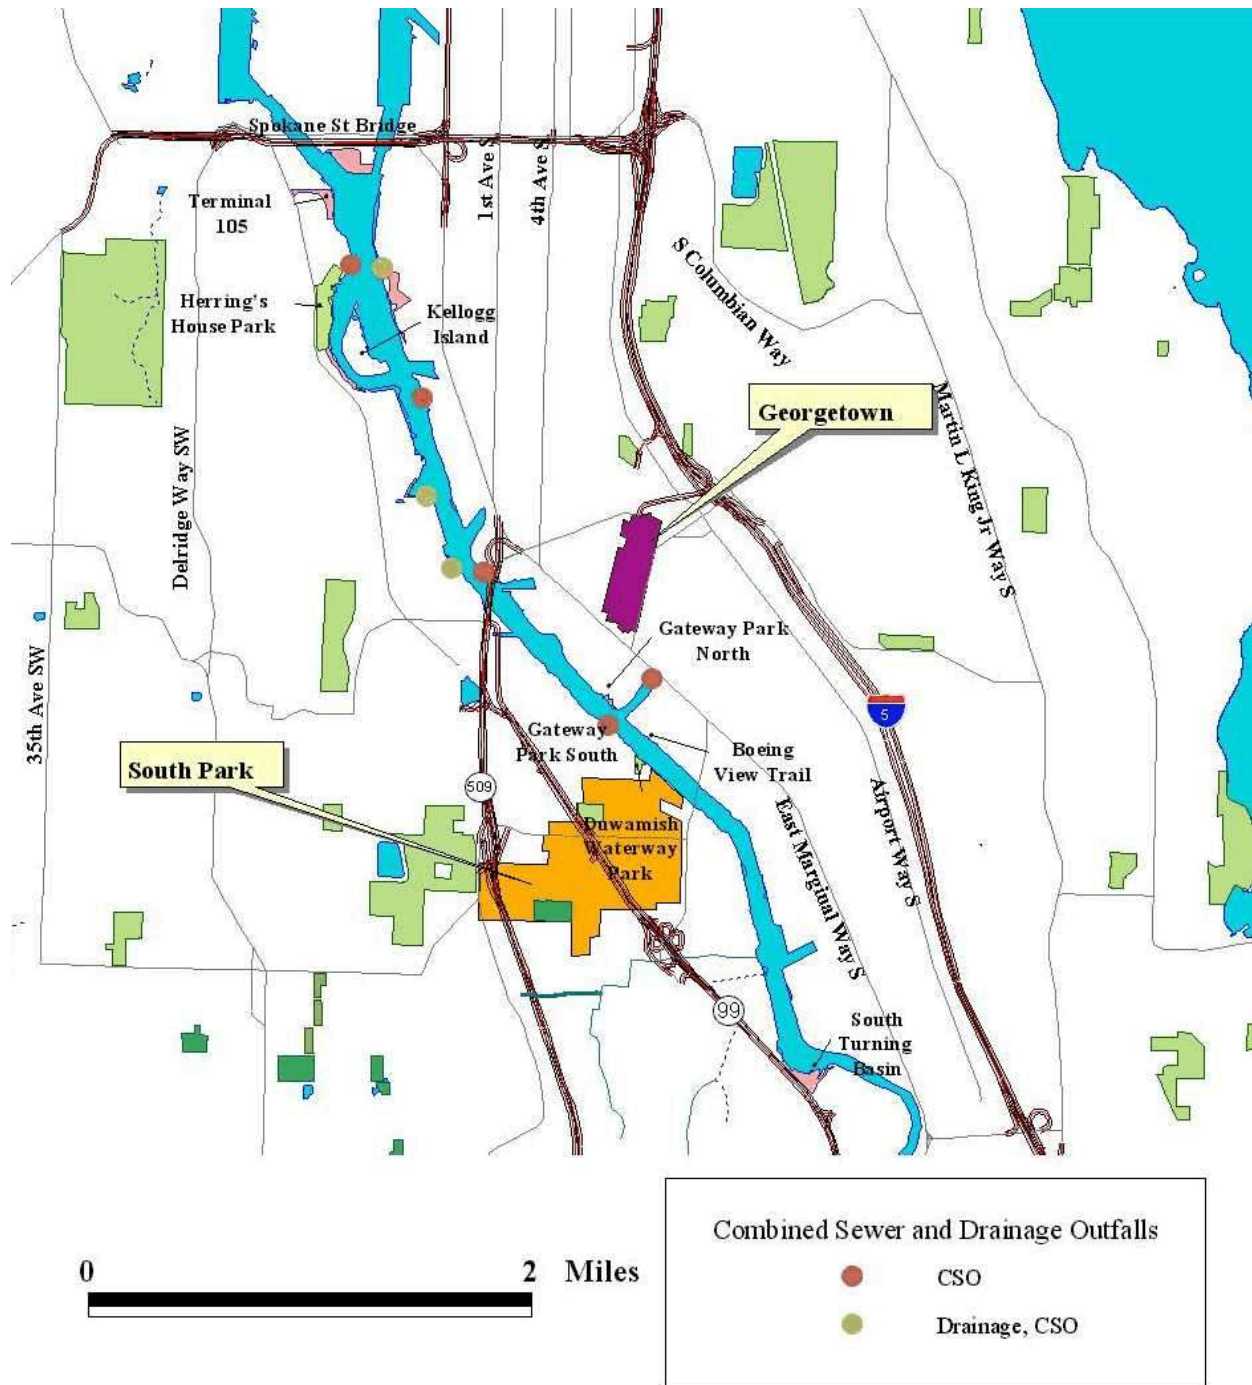 Spokane St Bridge
Terminal
105
1st Ave S
4th Ave S
S Columbian Way
Herring's
House Park
Kellogg
Island
Georgetown
Martin L King Jr Way S
Delridge Way SW
35th Ave SW
Gateway Park
North
5
Gateway
Park South
Boeing
View Trail
South Park
509
Duwamish
Waterway
Park
East Marginal Way S
Airport Way S
99
South
Turning
Basin
0 2 Miles
Combined Sewer and Drainage Outfalls
CSO
Drainage, CSO